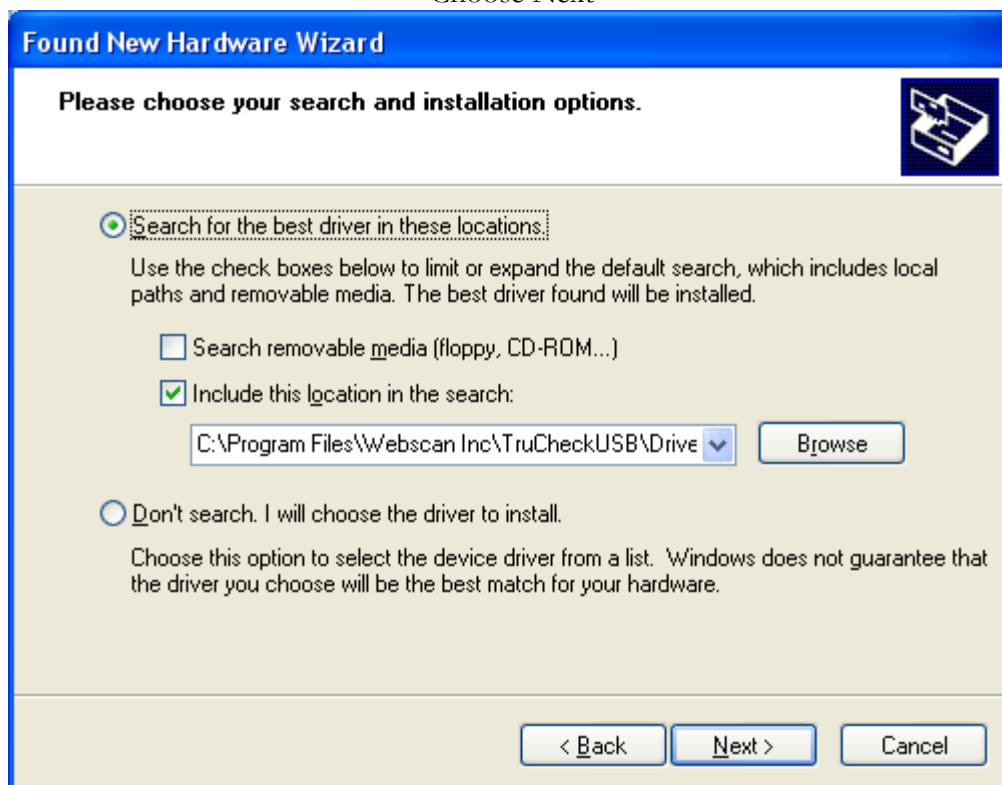 Choose Next
Found New Hardware Wizard
Please choose your search and installation options.
Search for the best driver in these locations.
Use the check boxes below to limit or expand the default search, which includes local
paths and removable media. The best driver found will be installed.
Search removable media (floppy, CD-ROM...)
Include this location in the search:
C:\Program Files\Webscan Inc\TruCheckUSB\Drive
Browse
Don't search. I will choose the driver to install.
Choose this option to select the device driver from a list. Windows does not guarantee that
the driver you choose will be the best match for your hardware.
< Back Next > Cancel